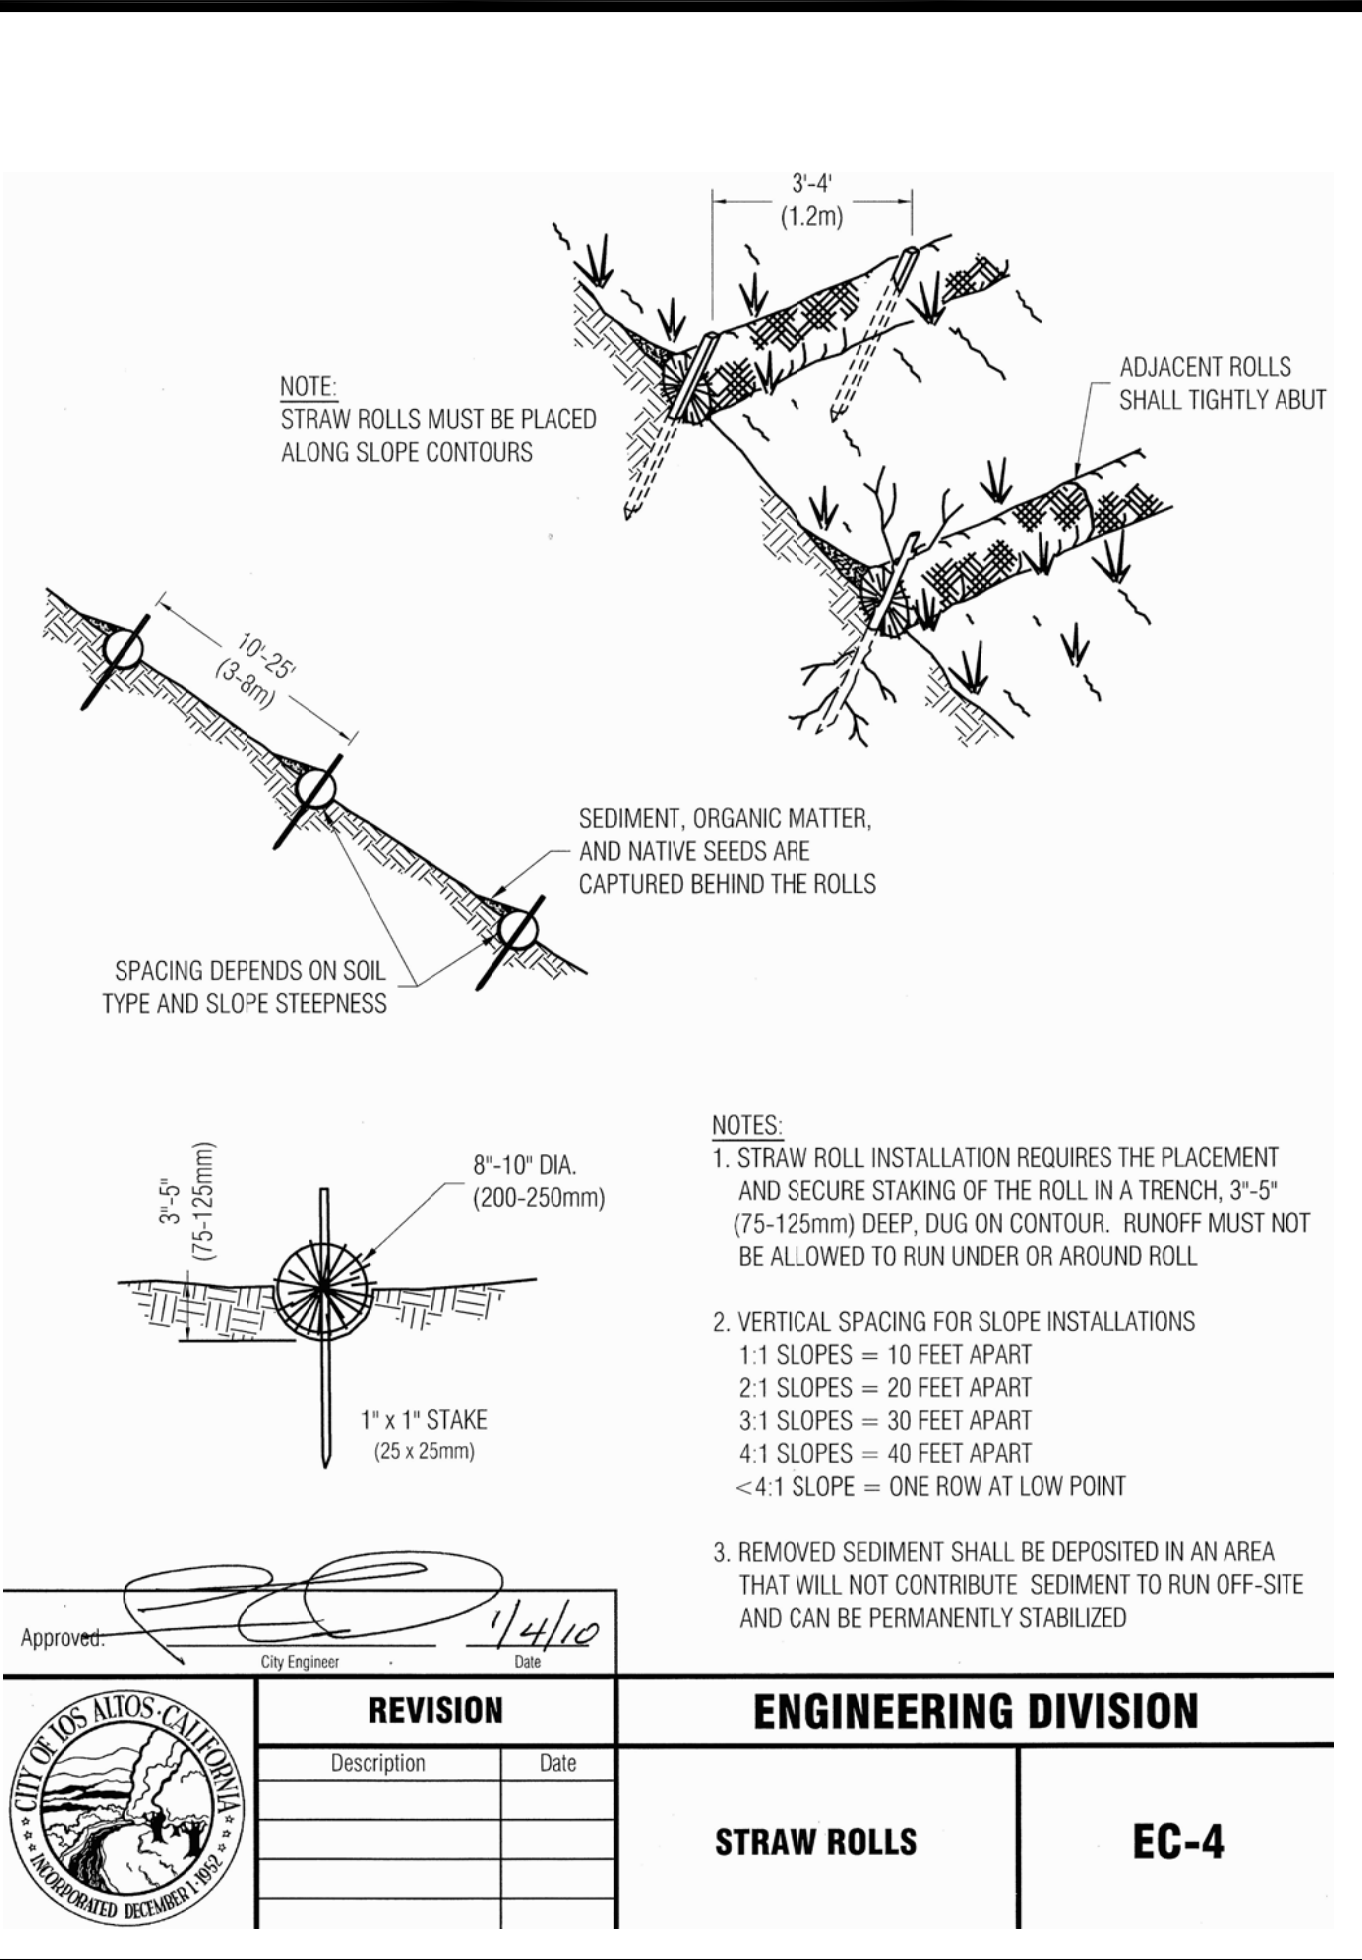 3'-4'
(1.2m)
ADJACENT ROLLS
SHALL TIGHTLY ABUT
NOTE:
STRAW ROLLS MUST BE PLACED
ALONG SLOPE CONTOURS
10'-25'
(3-8m)
SEDIMENT, ORGANIC MATTER,
AND NATIVE SEEDS ARE
CAPTURED BEHIND THE ROLLS
SPACING DEPENDS ON SOIL
TYPE AND SLOPE STEEPNESS
3"-5"
(75-125mm)
8"-10" DIA.
(200-250mm)
1" x 1" STAKE
(25 x 25mm)
NOTES:
1. STRAW ROLL INSTALLATION REQUIRES THE PLACEMENT
AND SECURE STAKING OF THE ROLL IN A TRENCH, 3"-5"
(75-125mm) DEEP, DUG ON CONTOUR. RUNOFF MUST NOT
BE ALLOWED TO RUN UNDER OR AROUND ROLL
2. VERTICAL SPACING FOR SLOPE INSTALLATIONS
1:1 SLOPES = 10 FEET APART
2:1 SLOPES = 20 FEET APART
3:1 SLOPES = 30 FEET APART
4:1 SLOPES = 40 FEET APART
<4:1 SLOPE = ONE ROW AT LOW POINT
3. REMOVED SEDIMENT SHALL BE DEPOSITED IN AN AREA
THAT WILL NOT CONTRIBUTE SEDIMENT TO RUN OFF-SITE
AND CAN BE PERMANENTLY STABILIZED
Approved:
1/4/10
City Engineer
Date
CITY OF LOS ALTOS · CALIFORNIA
INCORPORATED DECEMBER 1·1952
REVISION
Description
Date
ENGINEERING DIVISION
STRAW ROLLS
EC-4